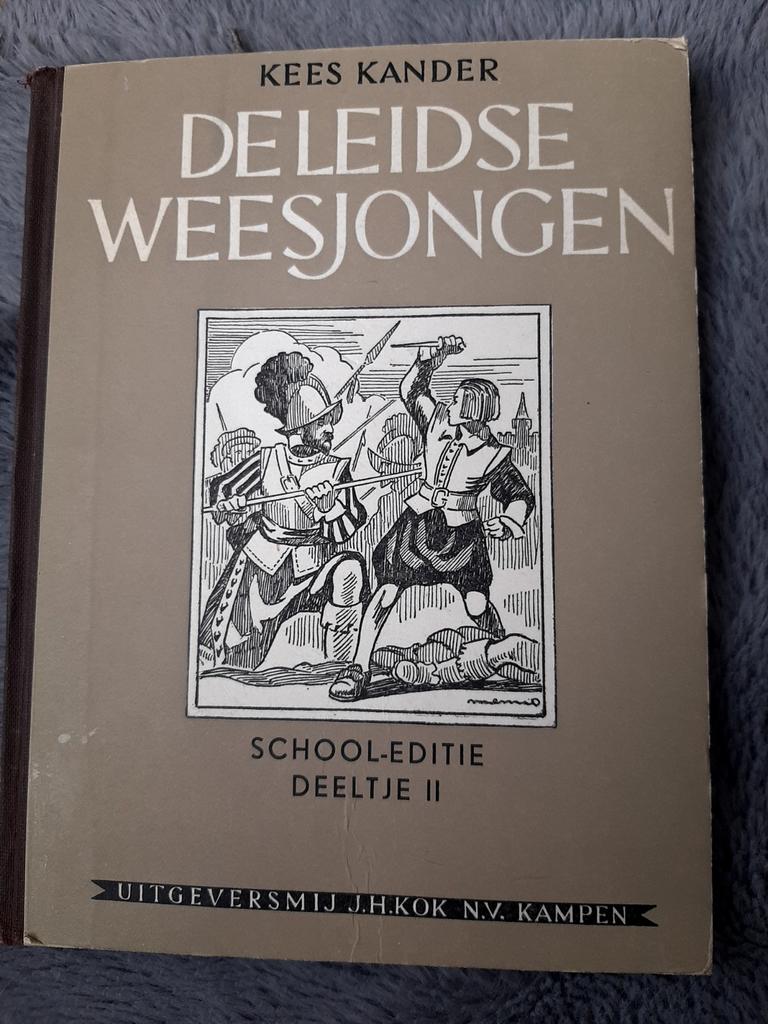 KEES KANDER
DE LEIDSE
WEESJONGEN
SCHOOL-EDITIE
DEELTJE II
UITGEVERSMIJ J.H.KOK N.V. KAMPEN